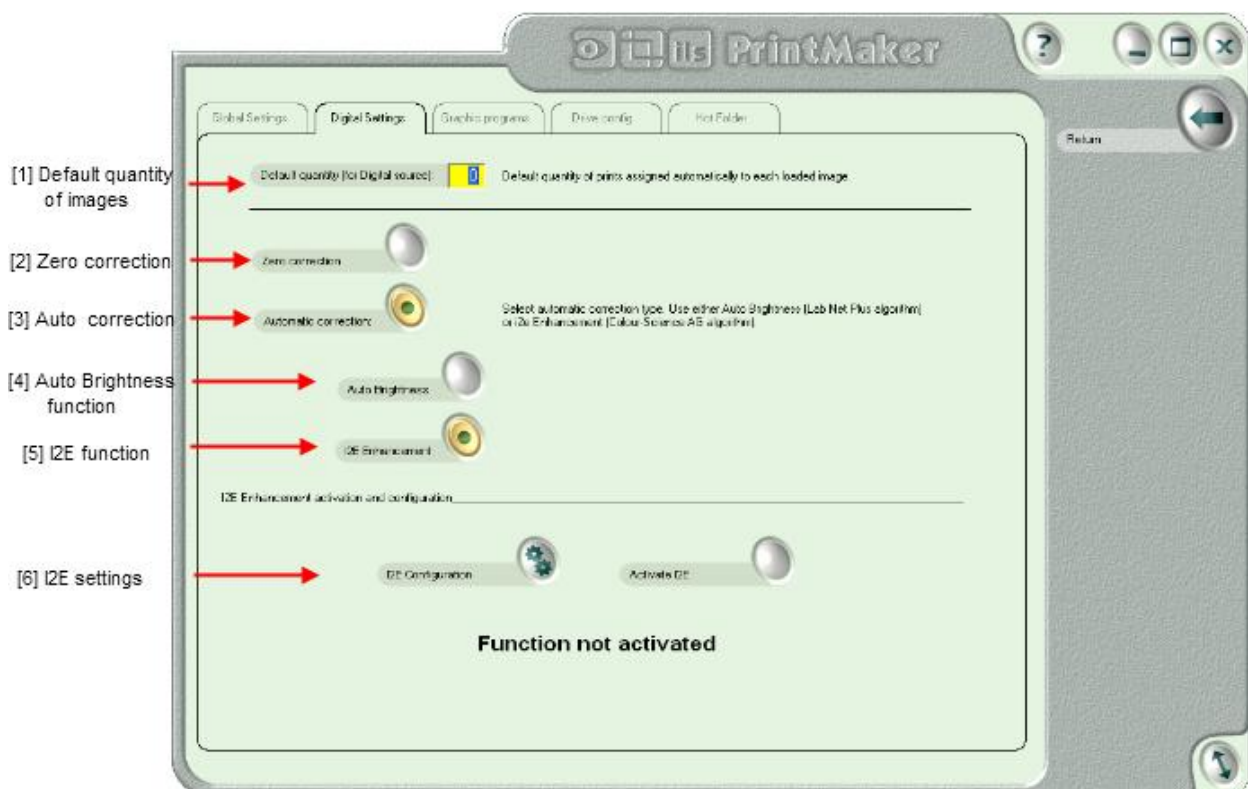 ils PrintMaker
?
Global Settings
Digital Settings
Graphic programs
Drive config
Hot Folder
Return
[1] Default quantity
of images
Default quantity (for Digital source):
0
Default quantity of prints assigned automatically to each loaded image.
[2] Zero correction
Zero correction
[3] Auto correction
Automatic correction:
Select automatic correction type. Use either Auto Brightness (Lab Net Plus algorithm)
or i2e Enhancement (Colour-Science AG algorithm)
[4] Auto Brightness
function
Auto Brightness
[5] I2E function
I2E Enhancement
I2E Enhancement activation and configuration
[6] I2E settings
I2E Configuration
Activate I2E
Function not activated